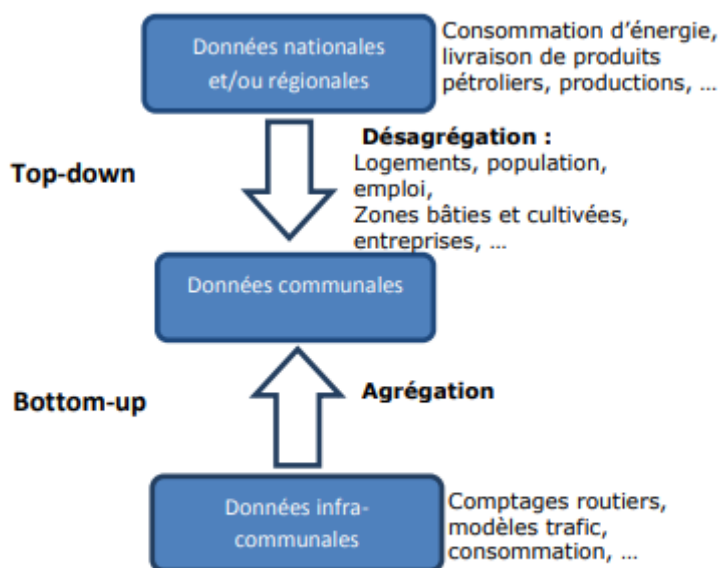 Données nationales
et/ou régionales
Consommation d’énergie,
livraison de produits
pétroliers, productions, …
Top-down
Désagrégation :
Logements, population,
emploi,
Zones bâties et cultivées,
entreprises, …
Données communales
Bottom-up
Agrégation
Données infra-
communales
Comptages routiers,
modèles trafic,
consommation, …